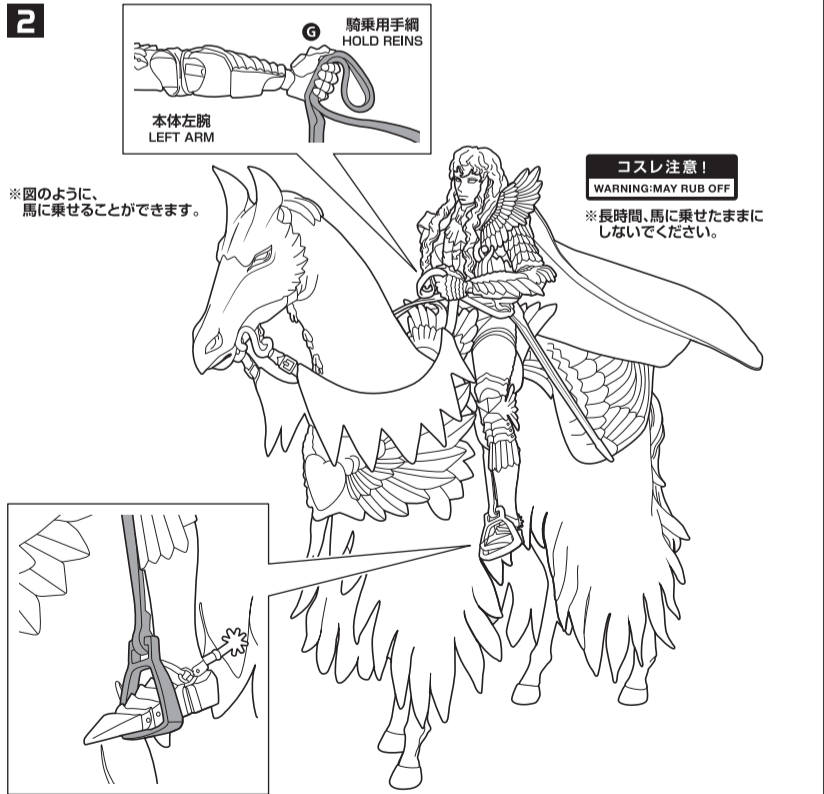 2
G
騎乗用手綱
HOLD REINS
本体左腕
LEFT ARM
※図のように、
馬に乗せることができます。
コスレ注意！
WARNING:MAY RUB OFF
※長時間、馬に乗せたままに
しないでください。